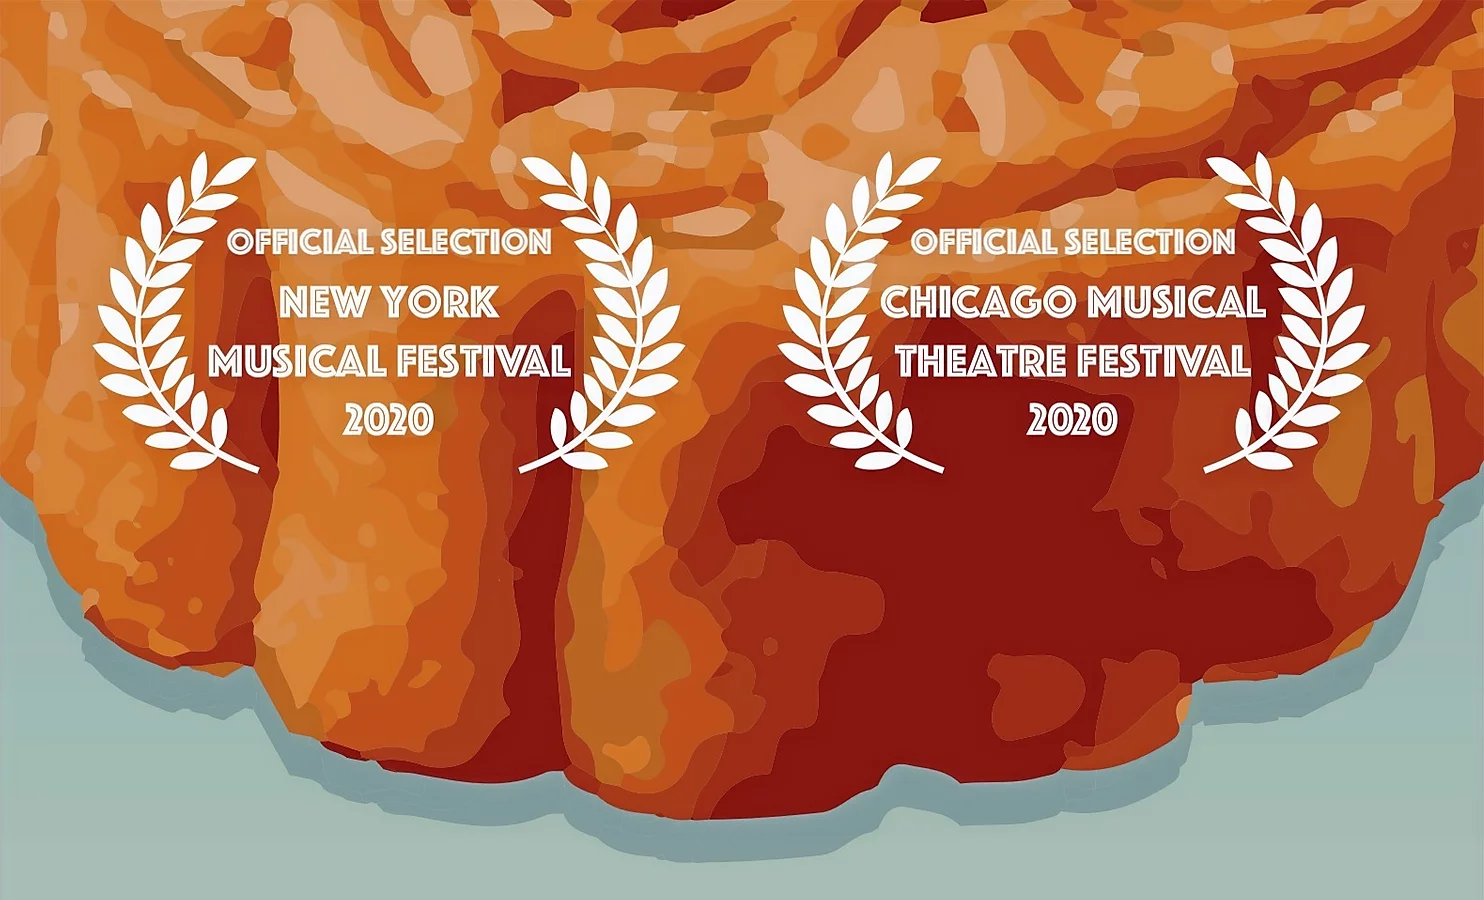 OFFICIAL SELECTION
NEW YORK
MUSICAL FESTIVAL
2020
OFFICIAL SELECTION
CHICAGO MUSICAL
THEATRE FESTIVAL
2020